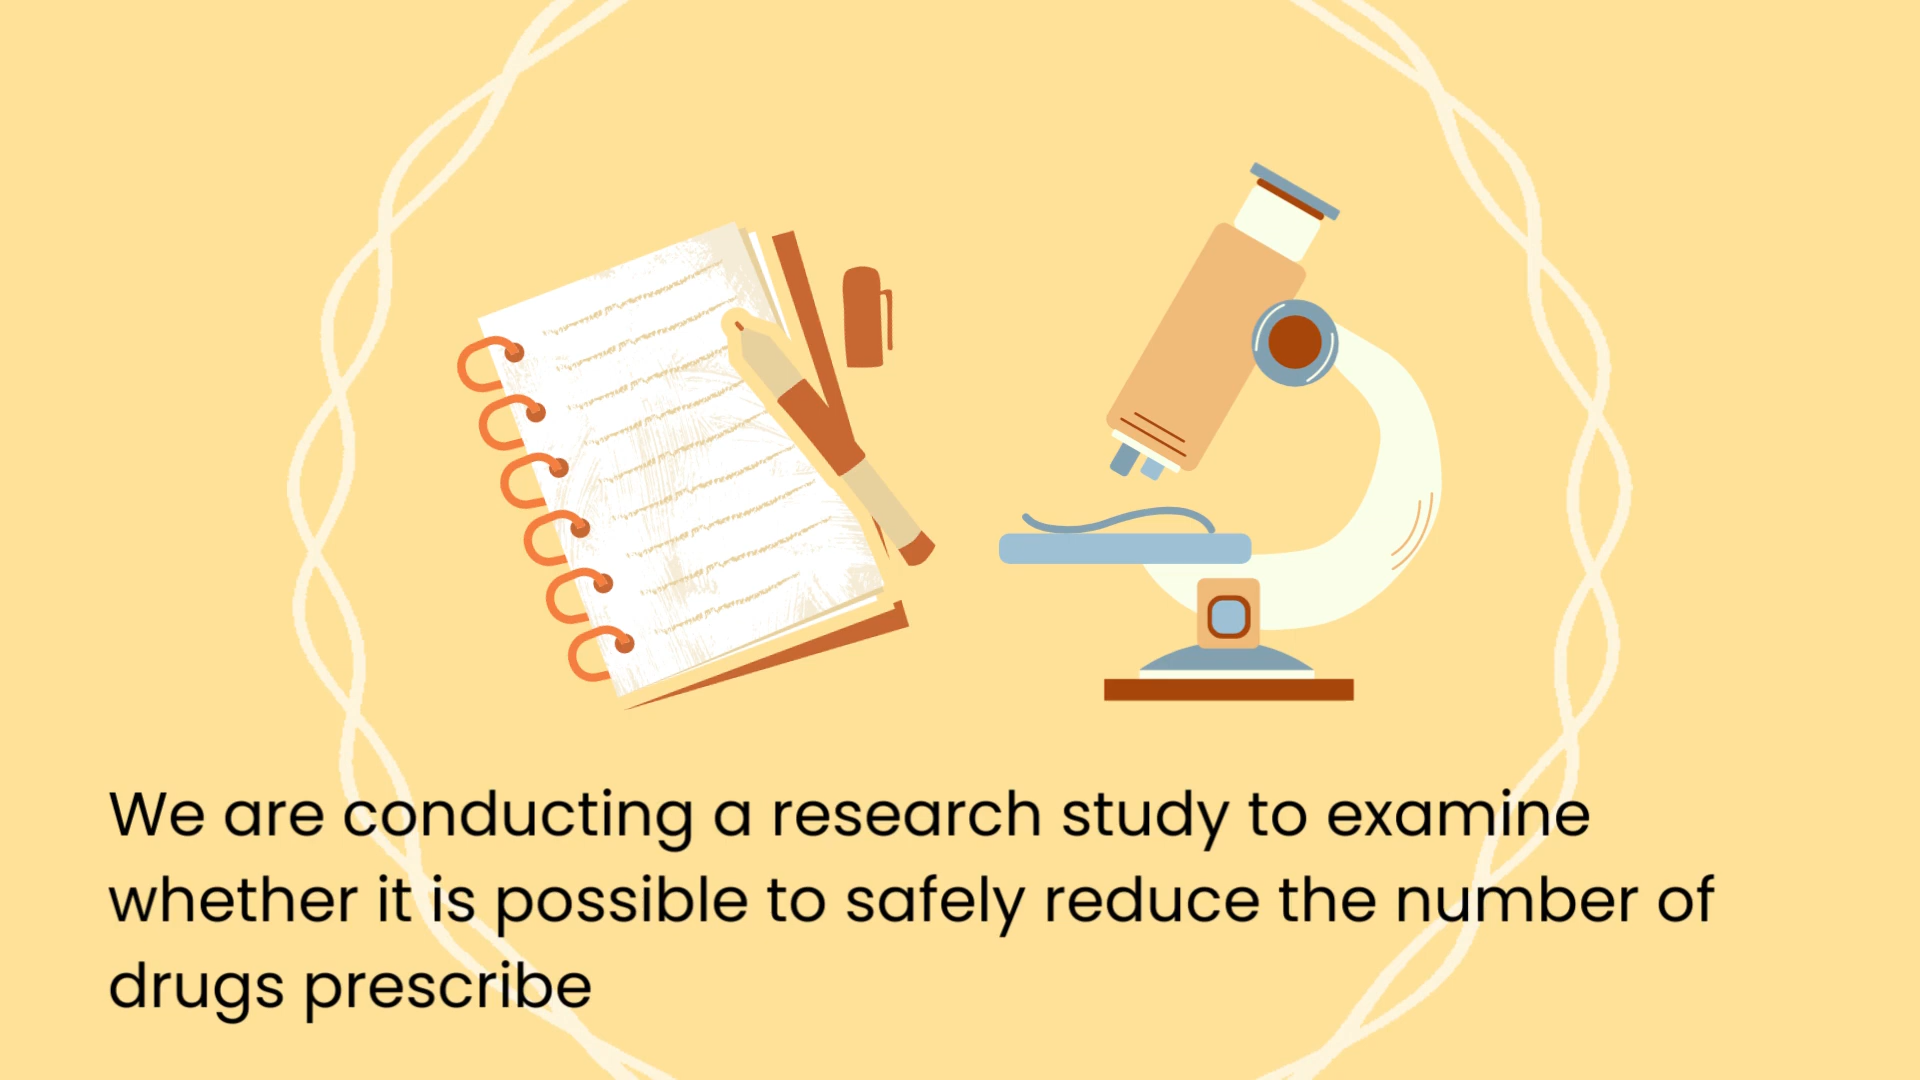 We are conducting a research study to examine
whether it is possible to safely reduce the number of
drugs prescribe